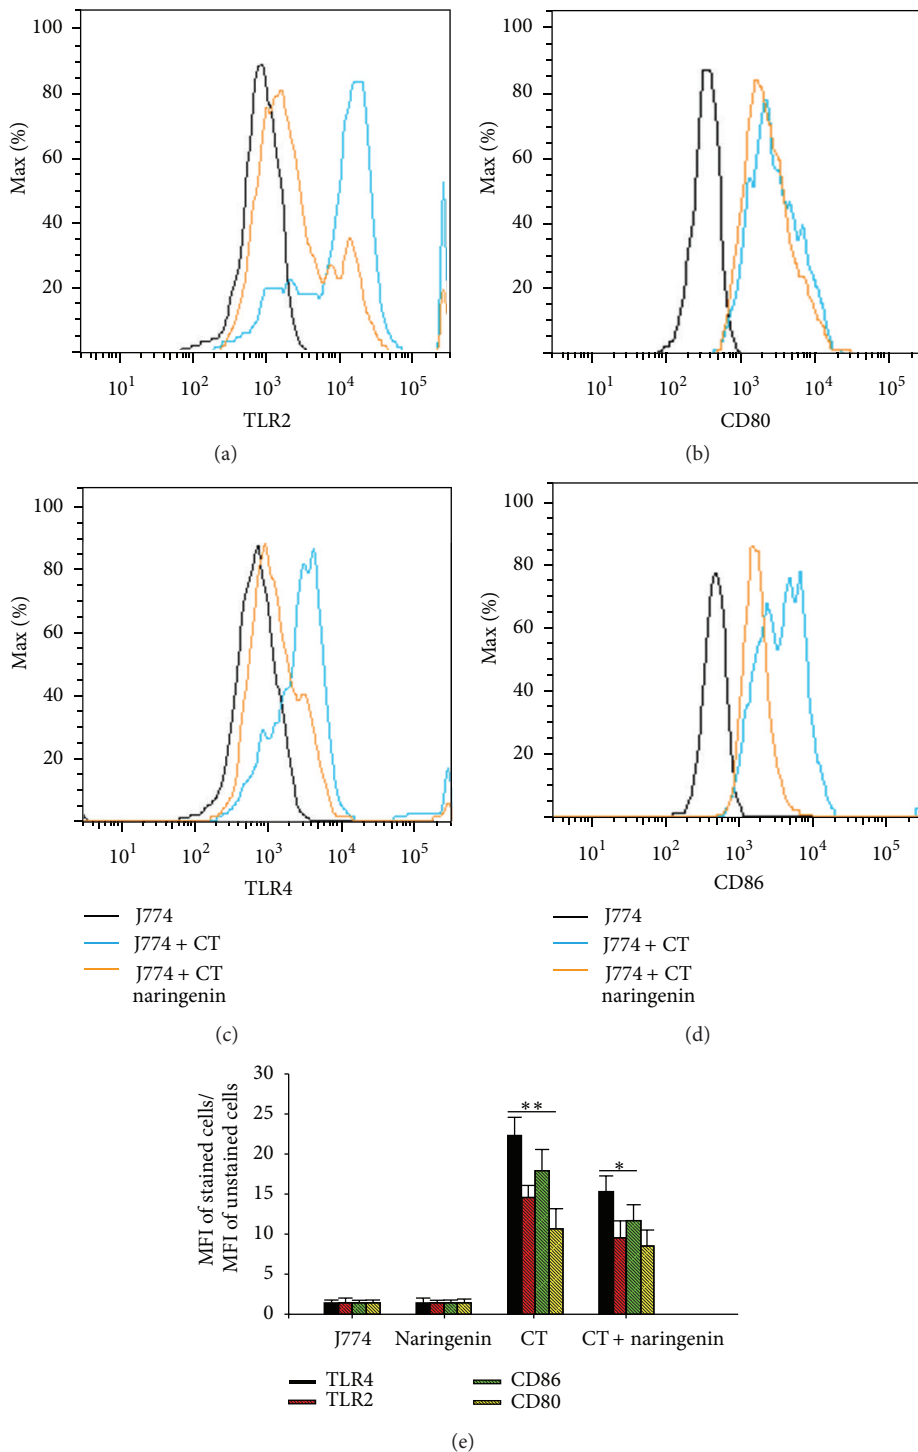 100
80
60
40
20
Max (%)
10¹ 10² 10³ 10⁴ 10⁵
TLR2
(a)
100
80
60
40
20
Max (%)
10¹ 10² 10³ 10⁴ 10⁵
CD80
(b)
100
80
60
40
20
Max (%)
10¹ 10² 10³ 10⁴ 10⁵
TLR4
J774
J774 + CT
J774 + CT
naringenin
(c)
100
80
60
40
20
Max (%)
10¹ 10² 10³ 10⁴ 10⁵
CD86
J774
J774 + CT
J774 + CT
naringenin
(d)
30
25
20
15
10
5
0
MFI of stained cells/
MFI of unstained cells
**
*
J774 Naringenin CT CT + naringenin
TLR4 CD86
TLR2 CD80
(e)